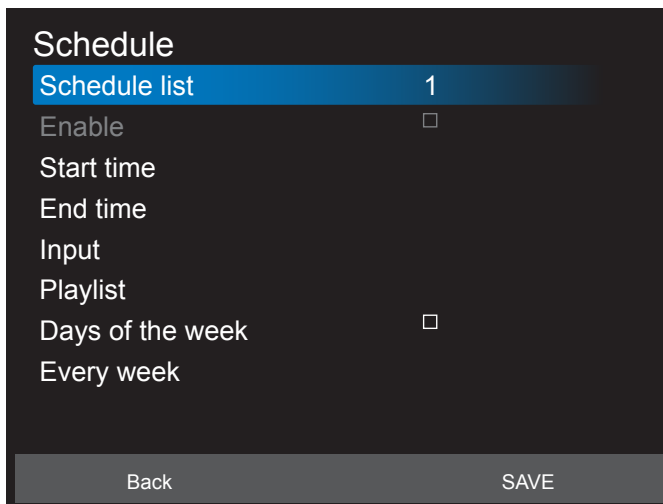 Schedule
Schedule list 1
Enable
Start time
End time
Input
Playlist
Days of the week
Every week
Back SAVE